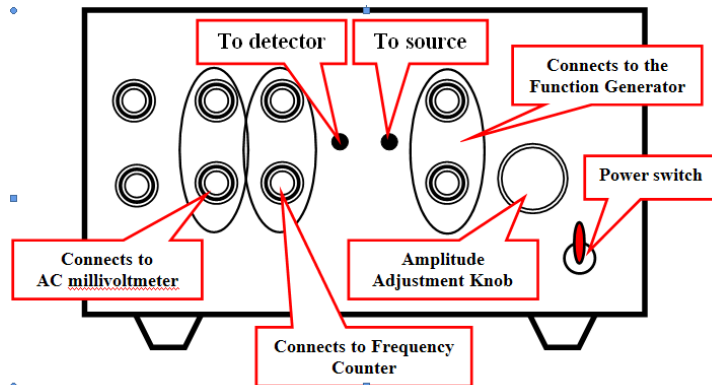 To detector
To source
Connects to the
Function Generator
Power switch
Connects to
AC millivoltmeter
Amplitude
Adjustment Knob
Connects to Frequency
Counter